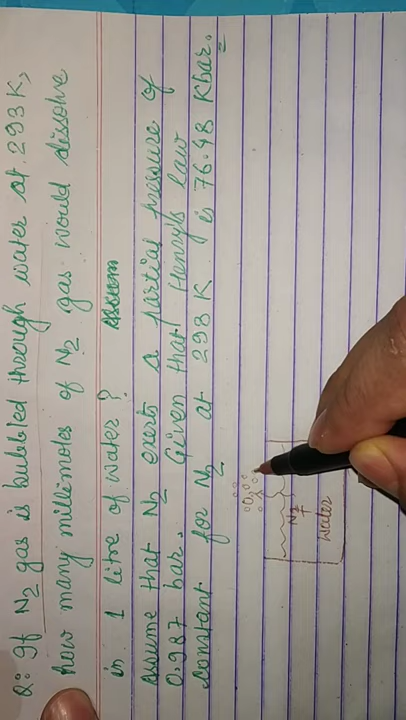 Q: If N2 gas is bubbled through water at 293 K,
how many millimoles of N2 gas would dissolve
in 1 litre of water?
Assume that N2 exerts a partial pressure of
0.987 bar. Given that Henry's law
constant for N2 at 293 K is 76.48 Kbar.
N2
+
water